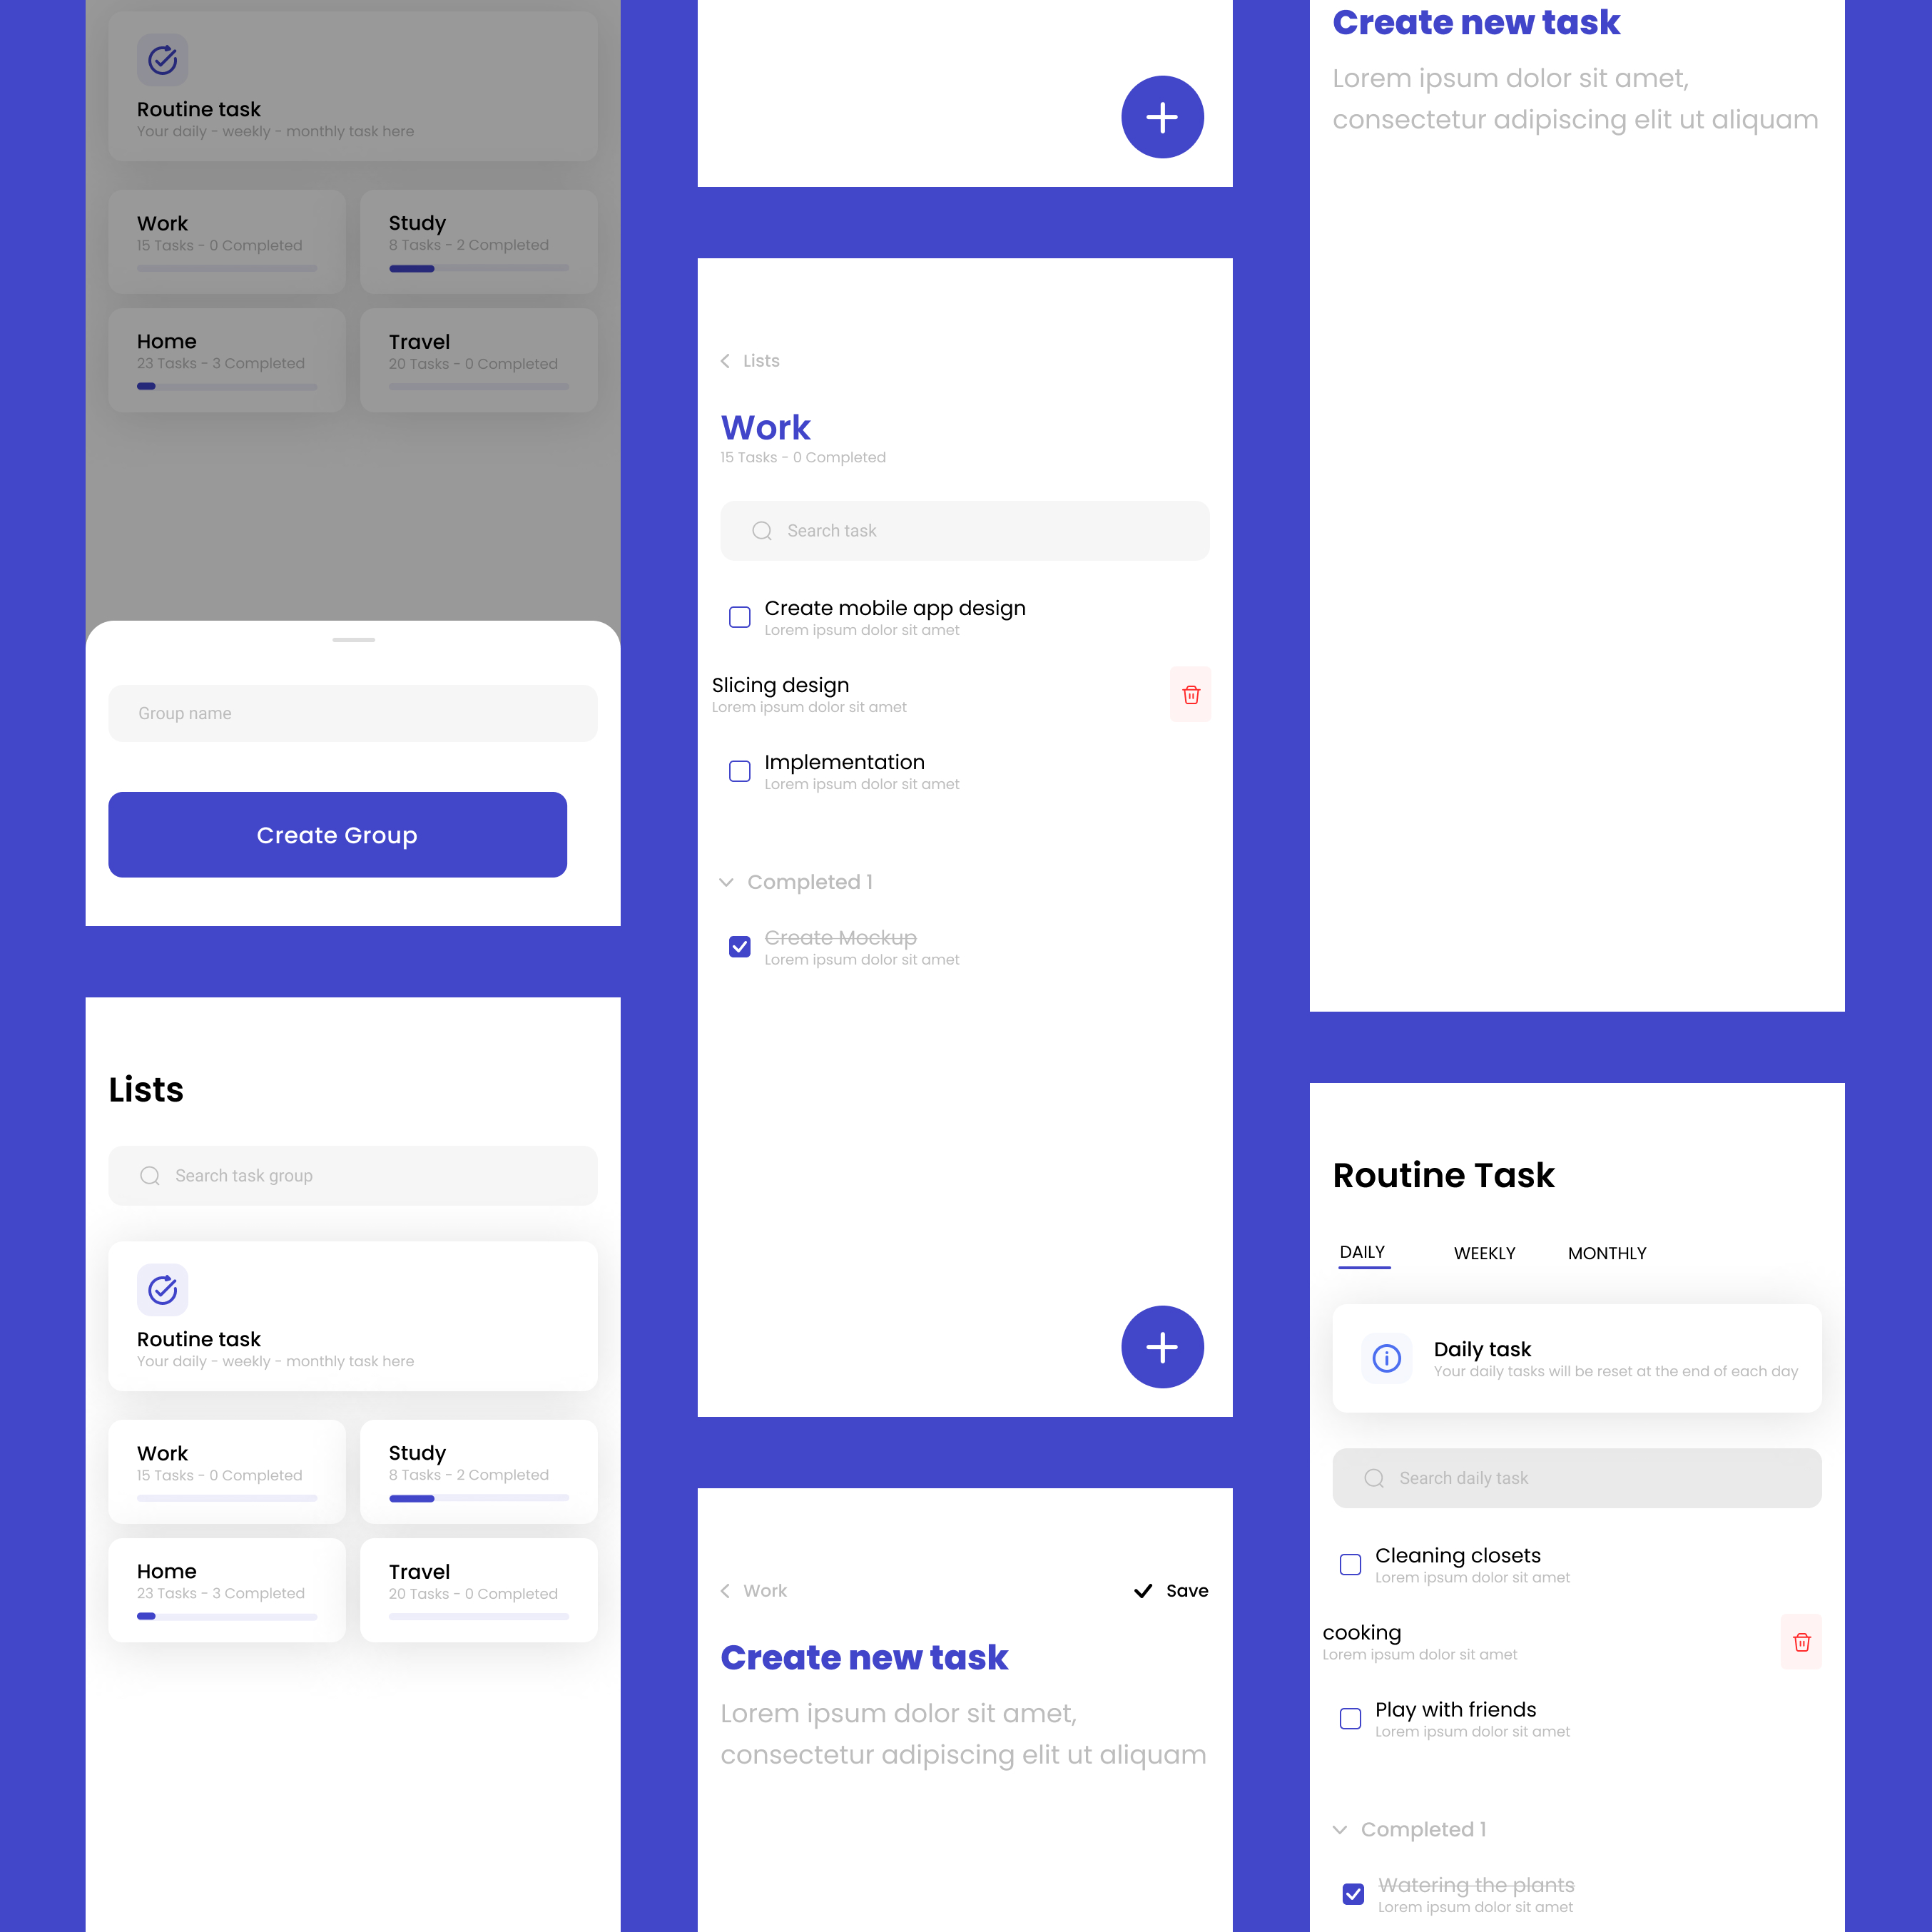 Routine task
Your daily - weekly - monthly task here
Work
15 Tasks - 0 Completed
Study
8 Tasks - 2 Completed
Home
23 Tasks - 3 Completed
Travel
20 Tasks - 0 Completed
Group name
Create Group
Lists
Search task group
Routine task
Your daily - weekly - monthly task here
Work
15 Tasks - 0 Completed
Study
8 Tasks - 2 Completed
Home
23 Tasks - 3 Completed
Travel
20 Tasks - 0 Completed
Lists
Work
15 Tasks - 0 Completed
Search task
Create mobile app design
Lorem ipsum dolor sit amet
Slicing design
Lorem ipsum dolor sit amet
Implementation
Lorem ipsum dolor sit amet
Completed 1
Create Mockup
Lorem ipsum dolor sit amet
Work
Save
Create new task
Lorem ipsum dolor sit amet,
consectetur adipiscing elit ut aliquam
Create new task
Lorem ipsum dolor sit amet,
consectetur adipiscing elit ut aliquam
Routine Task
DAILY WEEKLY MONTHLY
Daily task
Your daily tasks will be reset at the end of each day
Search daily task
Cleaning closets
Lorem ipsum dolor sit amet
cooking
Lorem ipsum dolor sit amet
Play with friends
Lorem ipsum dolor sit amet
Completed 1
Watering the plants
Lorem ipsum dolor sit amet